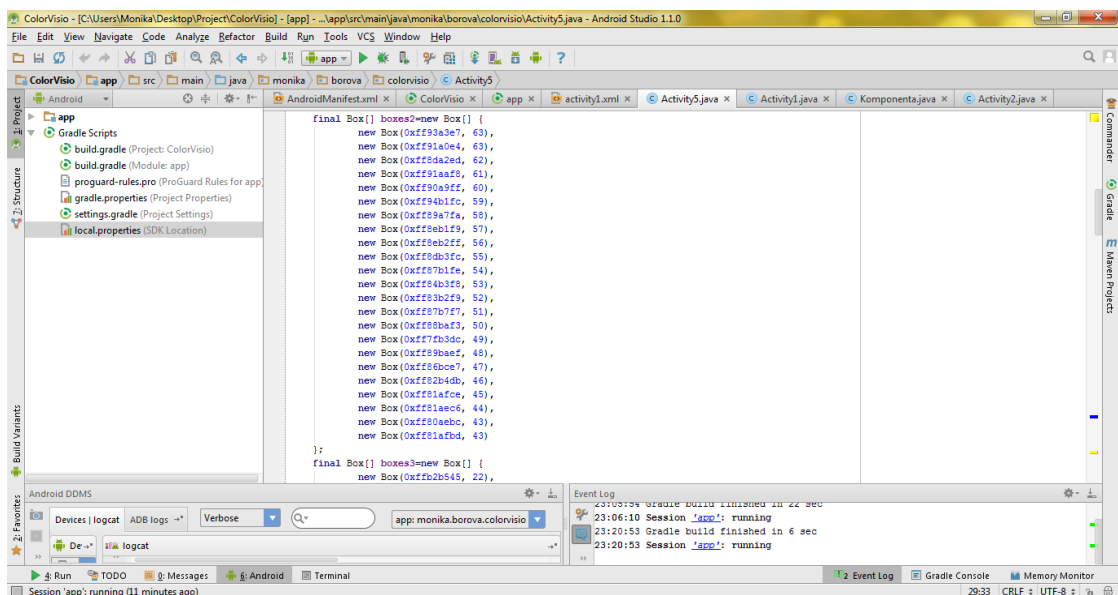 ColorVisio - [C:\Users\Monika\Desktop\Project\ColorVisio] - [app] - ...\app\src\main\java\monika\borova\colorvisio\Activity5.java - Android Studio 1.1.0
File Edit View Navigate Code Analyze Refactor Build Run Tools VCS Window Help
app
ColorVisio app src main java monika borova colorvisio Activity5
Android AndroidManifest.xml ColorVisio app activity1.xml Activity5.java Activity1.java Komponenta.java Activity2.java
1: Project
7: Structure
Build Variants
2: Favorites
app
Gradle Scripts
build.gradle (Project: ColorVisio)
build.gradle (Module: app)
proguard-rules.pro (ProGuard Rules for app)
gradle.properties (Project Properties)
settings.gradle (Project Settings)
local.properties (SDK Location)
final Box[] boxes2=new Box[] {
new Box(0xff93a3e7, 63),
new Box(0xff91a0e4, 63),
new Box(0xff8da2ed, 62),
new Box(0xff91aaf8, 61),
new Box(0xff90a9ff, 60),
new Box(0xff94b1fc, 59),
new Box(0xff89a7fa, 58),
new Box(0xff8eb1f9, 57),
new Box(0xff8eb2ff, 56),
new Box(0xff8db3fc, 55),
new Box(0xff87b1fe, 54),
new Box(0xff84b3f8, 53),
new Box(0xff83b2f9, 52),
new Box(0xff87b7f7, 51),
new Box(0xff88baf3, 50),
new Box(0xff7fb3dc, 49),
new Box(0xff89baef, 48),
new Box(0xff86bce7, 47),
new Box(0xff82b4db, 46),
new Box(0xff81afce, 45),
new Box(0xff81aec6, 44),
new Box(0xff80aebc, 43),
new Box(0xff81afbd, 43)
};
final Box[] boxes3=new Box[] {
new Box(0xffb2b545, 22),
Commander
Gradle
Maven Projects
Android DDMS
Devices | logcat ADB logs Verbose app: monika.borova.colorvisio
De logcat
Event Log
23:05:54 Gradle build finished in 22 sec
23:06:10 Session 'app': running
23:20:53 Gradle build finished in 6 sec
23:20:53 Session 'app': running
4: Run TODO 0: Messages 6: Android Terminal 2 Event Log Gradle Console Memory Monitor
Session 'app': running (11 minutes ago) 29:33 CRLF UTF-8